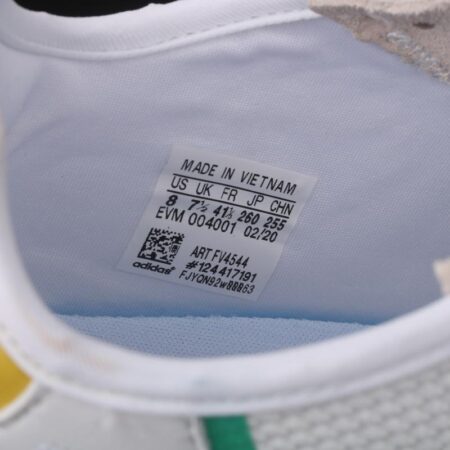 MADE IN VIETNAM
US UK FR JP CHN
8 7½ 41⅓ 260 255
EVM 004001 02/20
ART FV4544
#124417191
adidas